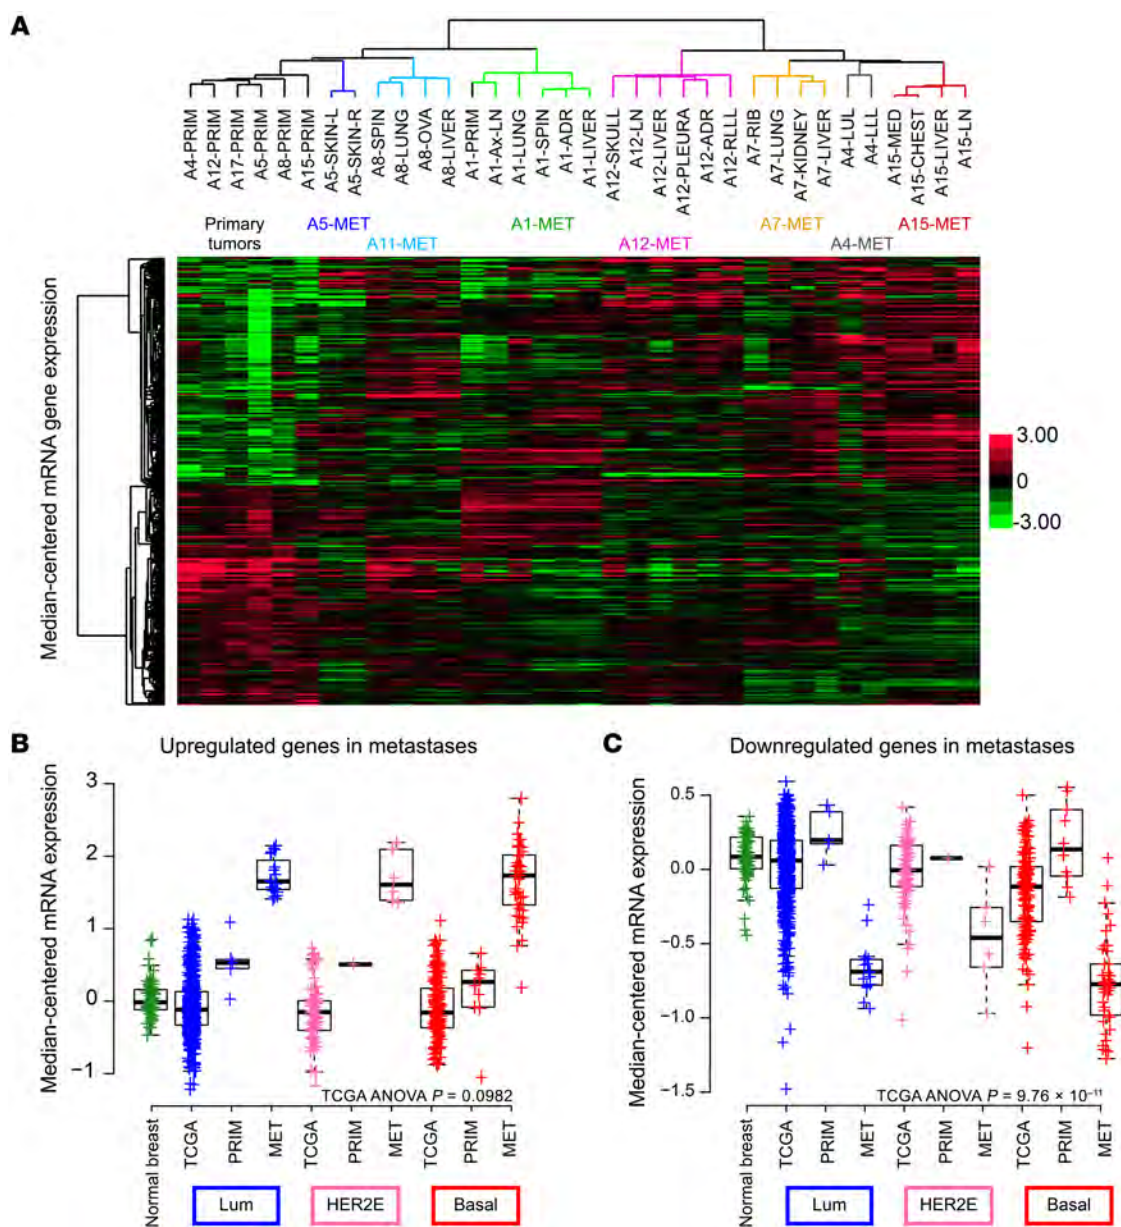 A
A4-PRIM
A12-PRIM
A17-PRIM
A5-PRIM
A8-PRIM
A15-PRIM
A5-SKIN-L
A5-SKIN-R
A8-SPIN
A8-LUNG
A8-OVA
A8-LIVER
A1-PRIM
A1-Ax-LN
A1-LUNG
A1-SPIN
A1-ADR
A1-LIVER
A12-SKULL
A12-LN
A12-LIVER
A12-PLEURA
A12-ADR
A12-RLLL
A7-RIB
A7-LUNG
A7-KIDNEY
A7-LIVER
A4-LUL
A4-LLL
A15-MED
A15-CHEST
A15-LIVER
A15-LN
Primary
tumors
A5-MET
A11-MET
A1-MET
A12-MET
A7-MET
A4-MET
A15-MET
Median-centered mRNA gene expression
3.00
0
-3.00
B
Upregulated genes in metastases
Median-centered mRNA expression
3
2
1
0
−1
TCGA ANOVA P = 0.0982
Normal breast
TCGA
PRIM
MET
TCGA
PRIM
MET
TCGA
PRIM
MET
Lum
HER2E
Basal
C
Downregulated genes in metastases
Median-centered mRNA expression
0.5
0.0
−0.5
−1.0
−1.5
TCGA ANOVA P = 9.76 × 10⁻¹¹
Normal breast
TCGA
PRIM
MET
TCGA
PRIM
MET
TCGA
PRIM
MET
Lum
HER2E
Basal